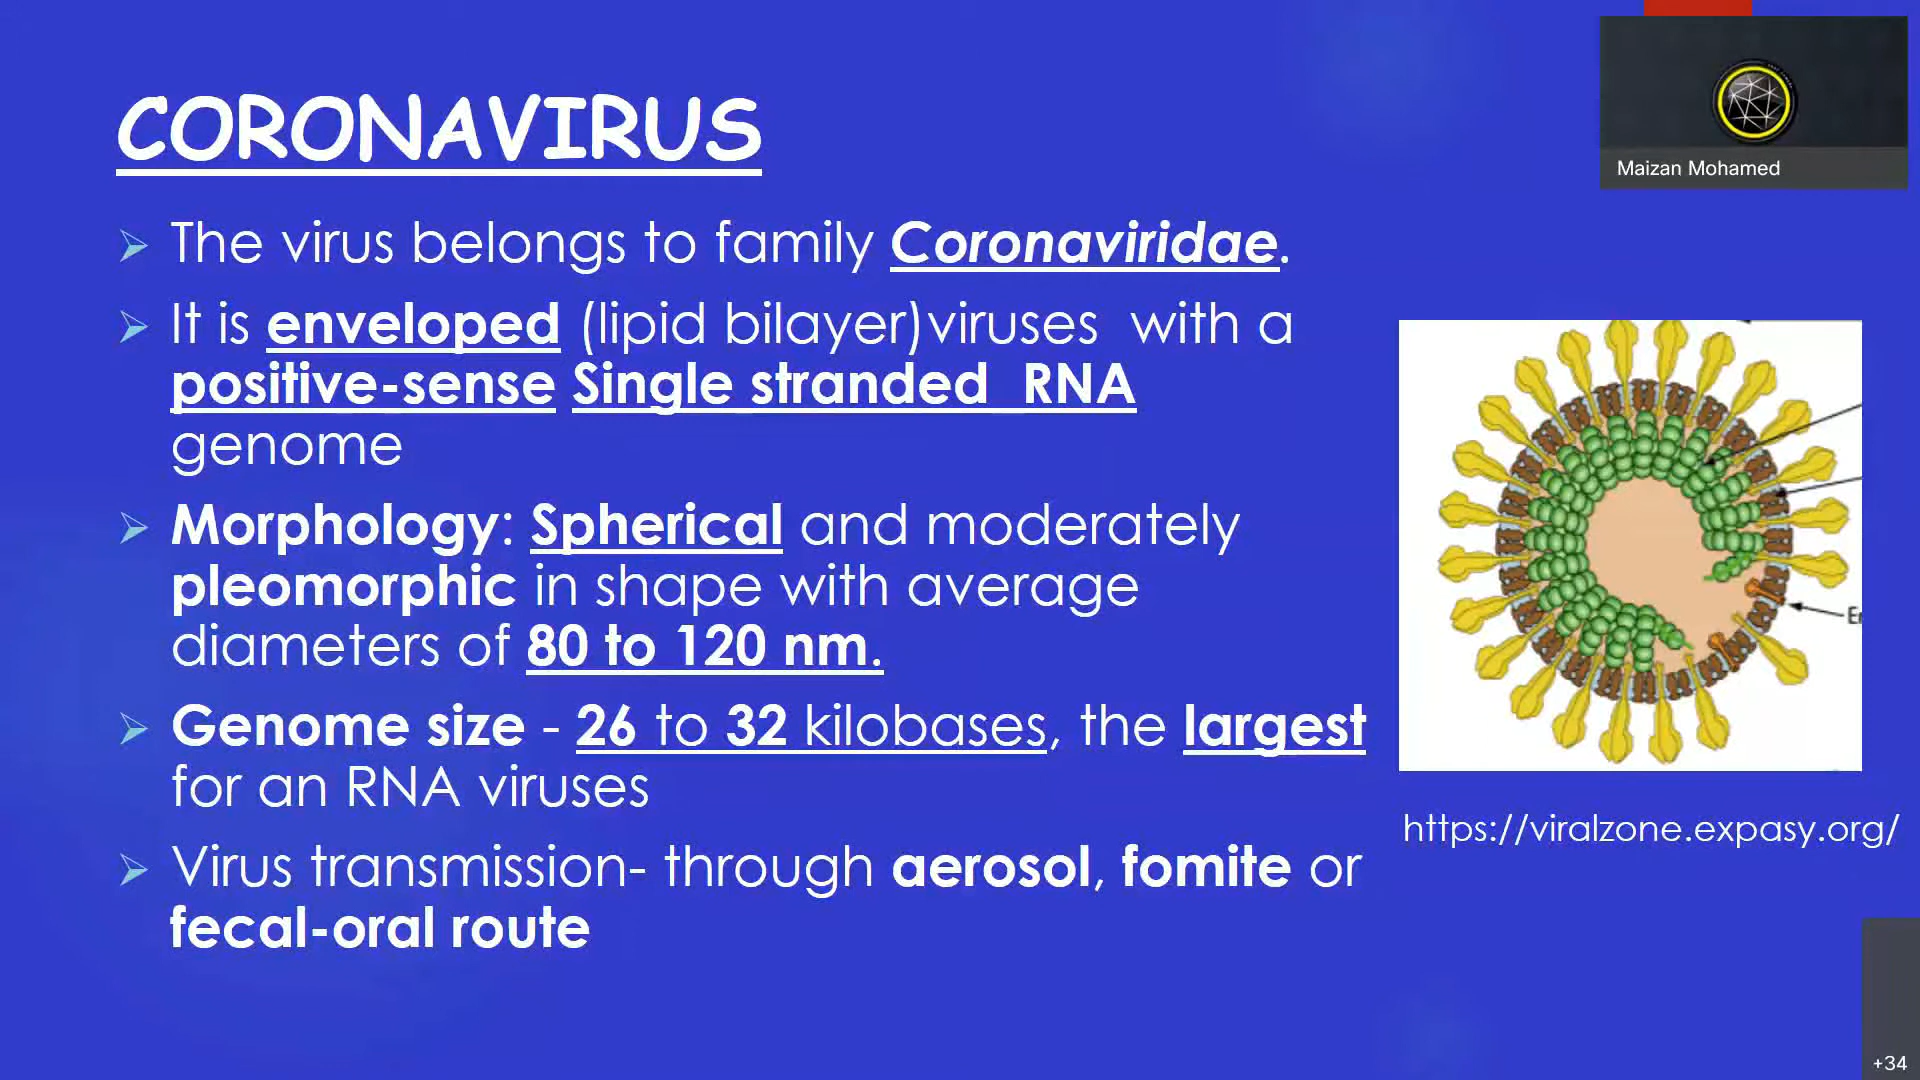 CORONAVIRUS
Maizan Mohamed
The virus belongs to family Coronaviridae.
It is enveloped (lipid bilayer)viruses with a
positive-sense Single stranded RNA
genome
Morphology: Spherical and moderately
pleomorphic in shape with average
diameters of 80 to 120 nm.
Genome size - 26 to 32 kilobases, the largest
for an RNA viruses
Virus transmission- through aerosol, fomite or
fecal-oral route
https://viralzone.expasy.org/
+34